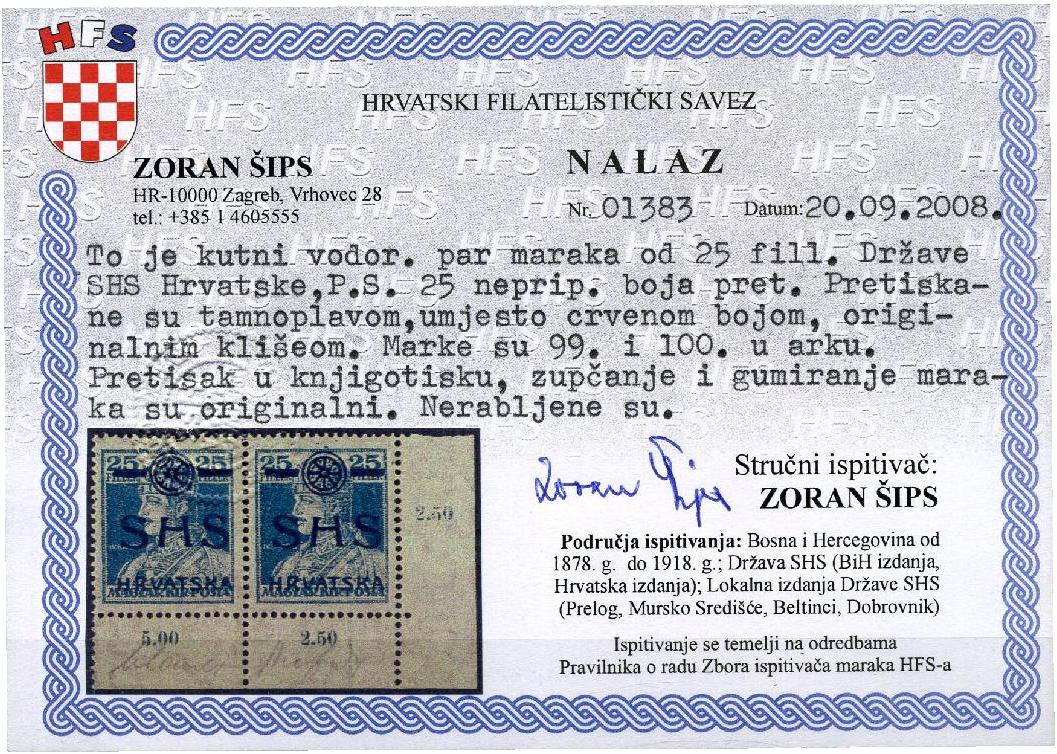 HFS
HRVATSKI FILATELISTIČKI SAVEZ
ZORAN ŠIPS
HR-10000 Zagreb, Vrhovec 28
tel.: +385 1 4605555
NALAZ
Nr. 01383 Datum: 20.09.2008.
To je kutni vodor. par maraka od 25 fill. Države
SHS Hrvatske,P.S. 25 neprip. boja pret. Pretiska-
ne su tamnoplavom,umjesto crvenom bojom, origi-
nalnim klišeom. Marke su 99. i 100. u arku.
Pretisak u knjigotisku, zupčanje i gumiranje mara-
ka su originalni. Nerabljene su.
25 25 25 25
SHS SHS
HRVATSKA HRVATSKA
2.50
5.00 2.50
Zoran Šips
Stručni ispitivač:
ZORAN ŠIPS
Područja ispitivanja: Bosna i Hercegovina od
1878. g. do 1918. g.; Država SHS (BiH izdanja,
Hrvatska izdanja); Lokalna izdanja Države SHS
(Prelog, Mursko Središće, Beltinci, Dobrovnik)
Ispitivanje se temelji na odredbama
Pravilnika o radu Zbora ispitivača maraka HFS-a